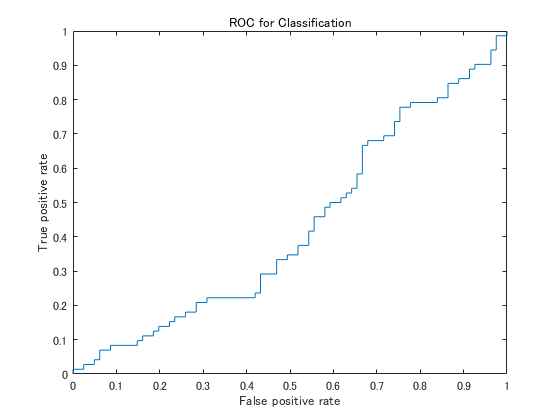 ROC for Classification
1
0.9
0.8
0.7
0.6
0.5
0.4
0.3
0.2
0.1
0
True positive rate
0 0.1 0.2 0.3 0.4 0.5 0.6 0.7 0.8 0.9 1
False positive rate